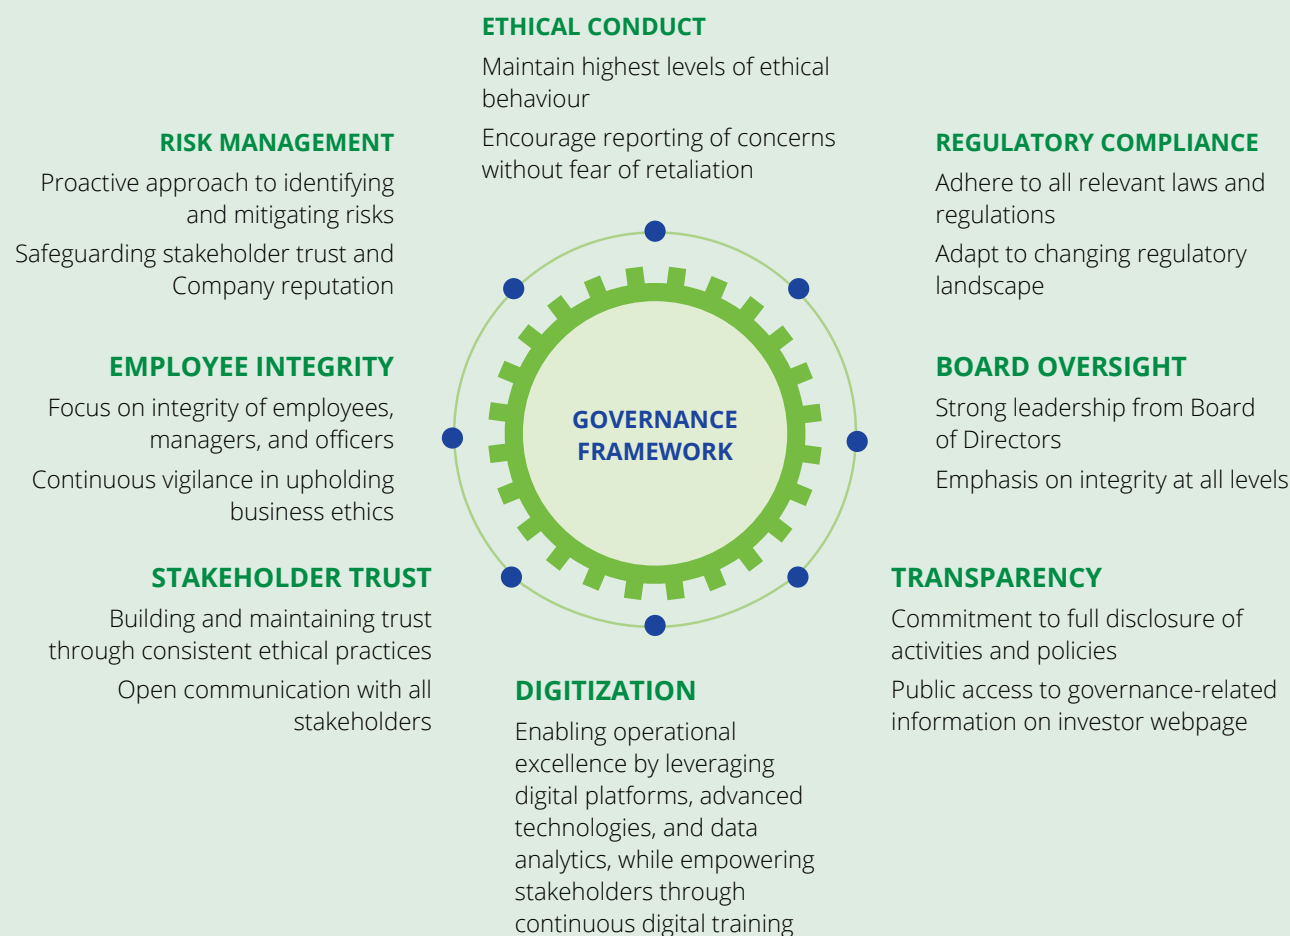 ETHICAL CONDUCT
Maintain highest levels of ethical
behaviour
Encourage reporting of concerns
without fear of retaliation
RISK MANAGEMENT
Proactive approach to identifying
and mitigating risks
Safeguarding stakeholder trust and
Company reputation
REGULATORY COMPLIANCE
Adhere to all relevant laws and
regulations
Adapt to changing regulatory
landscape
EMPLOYEE INTEGRITY
Focus on integrity of employees,
managers, and officers
Continuous vigilance in upholding
business ethics
GOVERNANCE
FRAMEWORK
BOARD OVERSIGHT
Strong leadership from Board
of Directors
Emphasis on integrity at all levels
STAKEHOLDER TRUST
Building and maintaining trust
through consistent ethical practices
Open communication with all
stakeholders
TRANSPARENCY
Commitment to full disclosure of
activities and policies
Public access to governance-related
information on investor webpage
DIGITIZATION
Enabling operational
excellence by leveraging
digital platforms, advanced
technologies, and data
analytics, while empowering
stakeholders through
continuous digital training